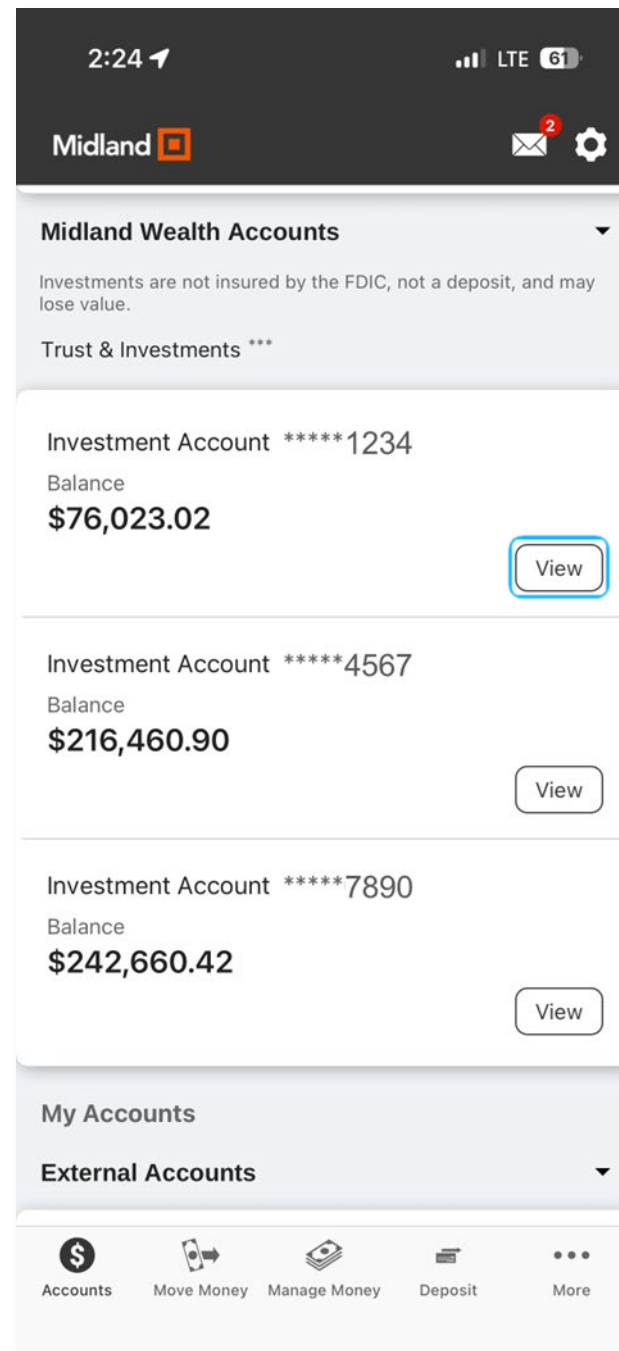 2:24 LTE 61
Midland 2
Midland Wealth Accounts
Investments are not insured by the FDIC, not a deposit, and may
lose value.
Trust & Investments ***
Investment Account *****1234
Balance
$76,023.02
View
Investment Account *****4567
Balance
$216,460.90
View
Investment Account *****7890
Balance
$242,660.42
View
My Accounts
External Accounts
Accounts Move Money Manage Money Deposit More